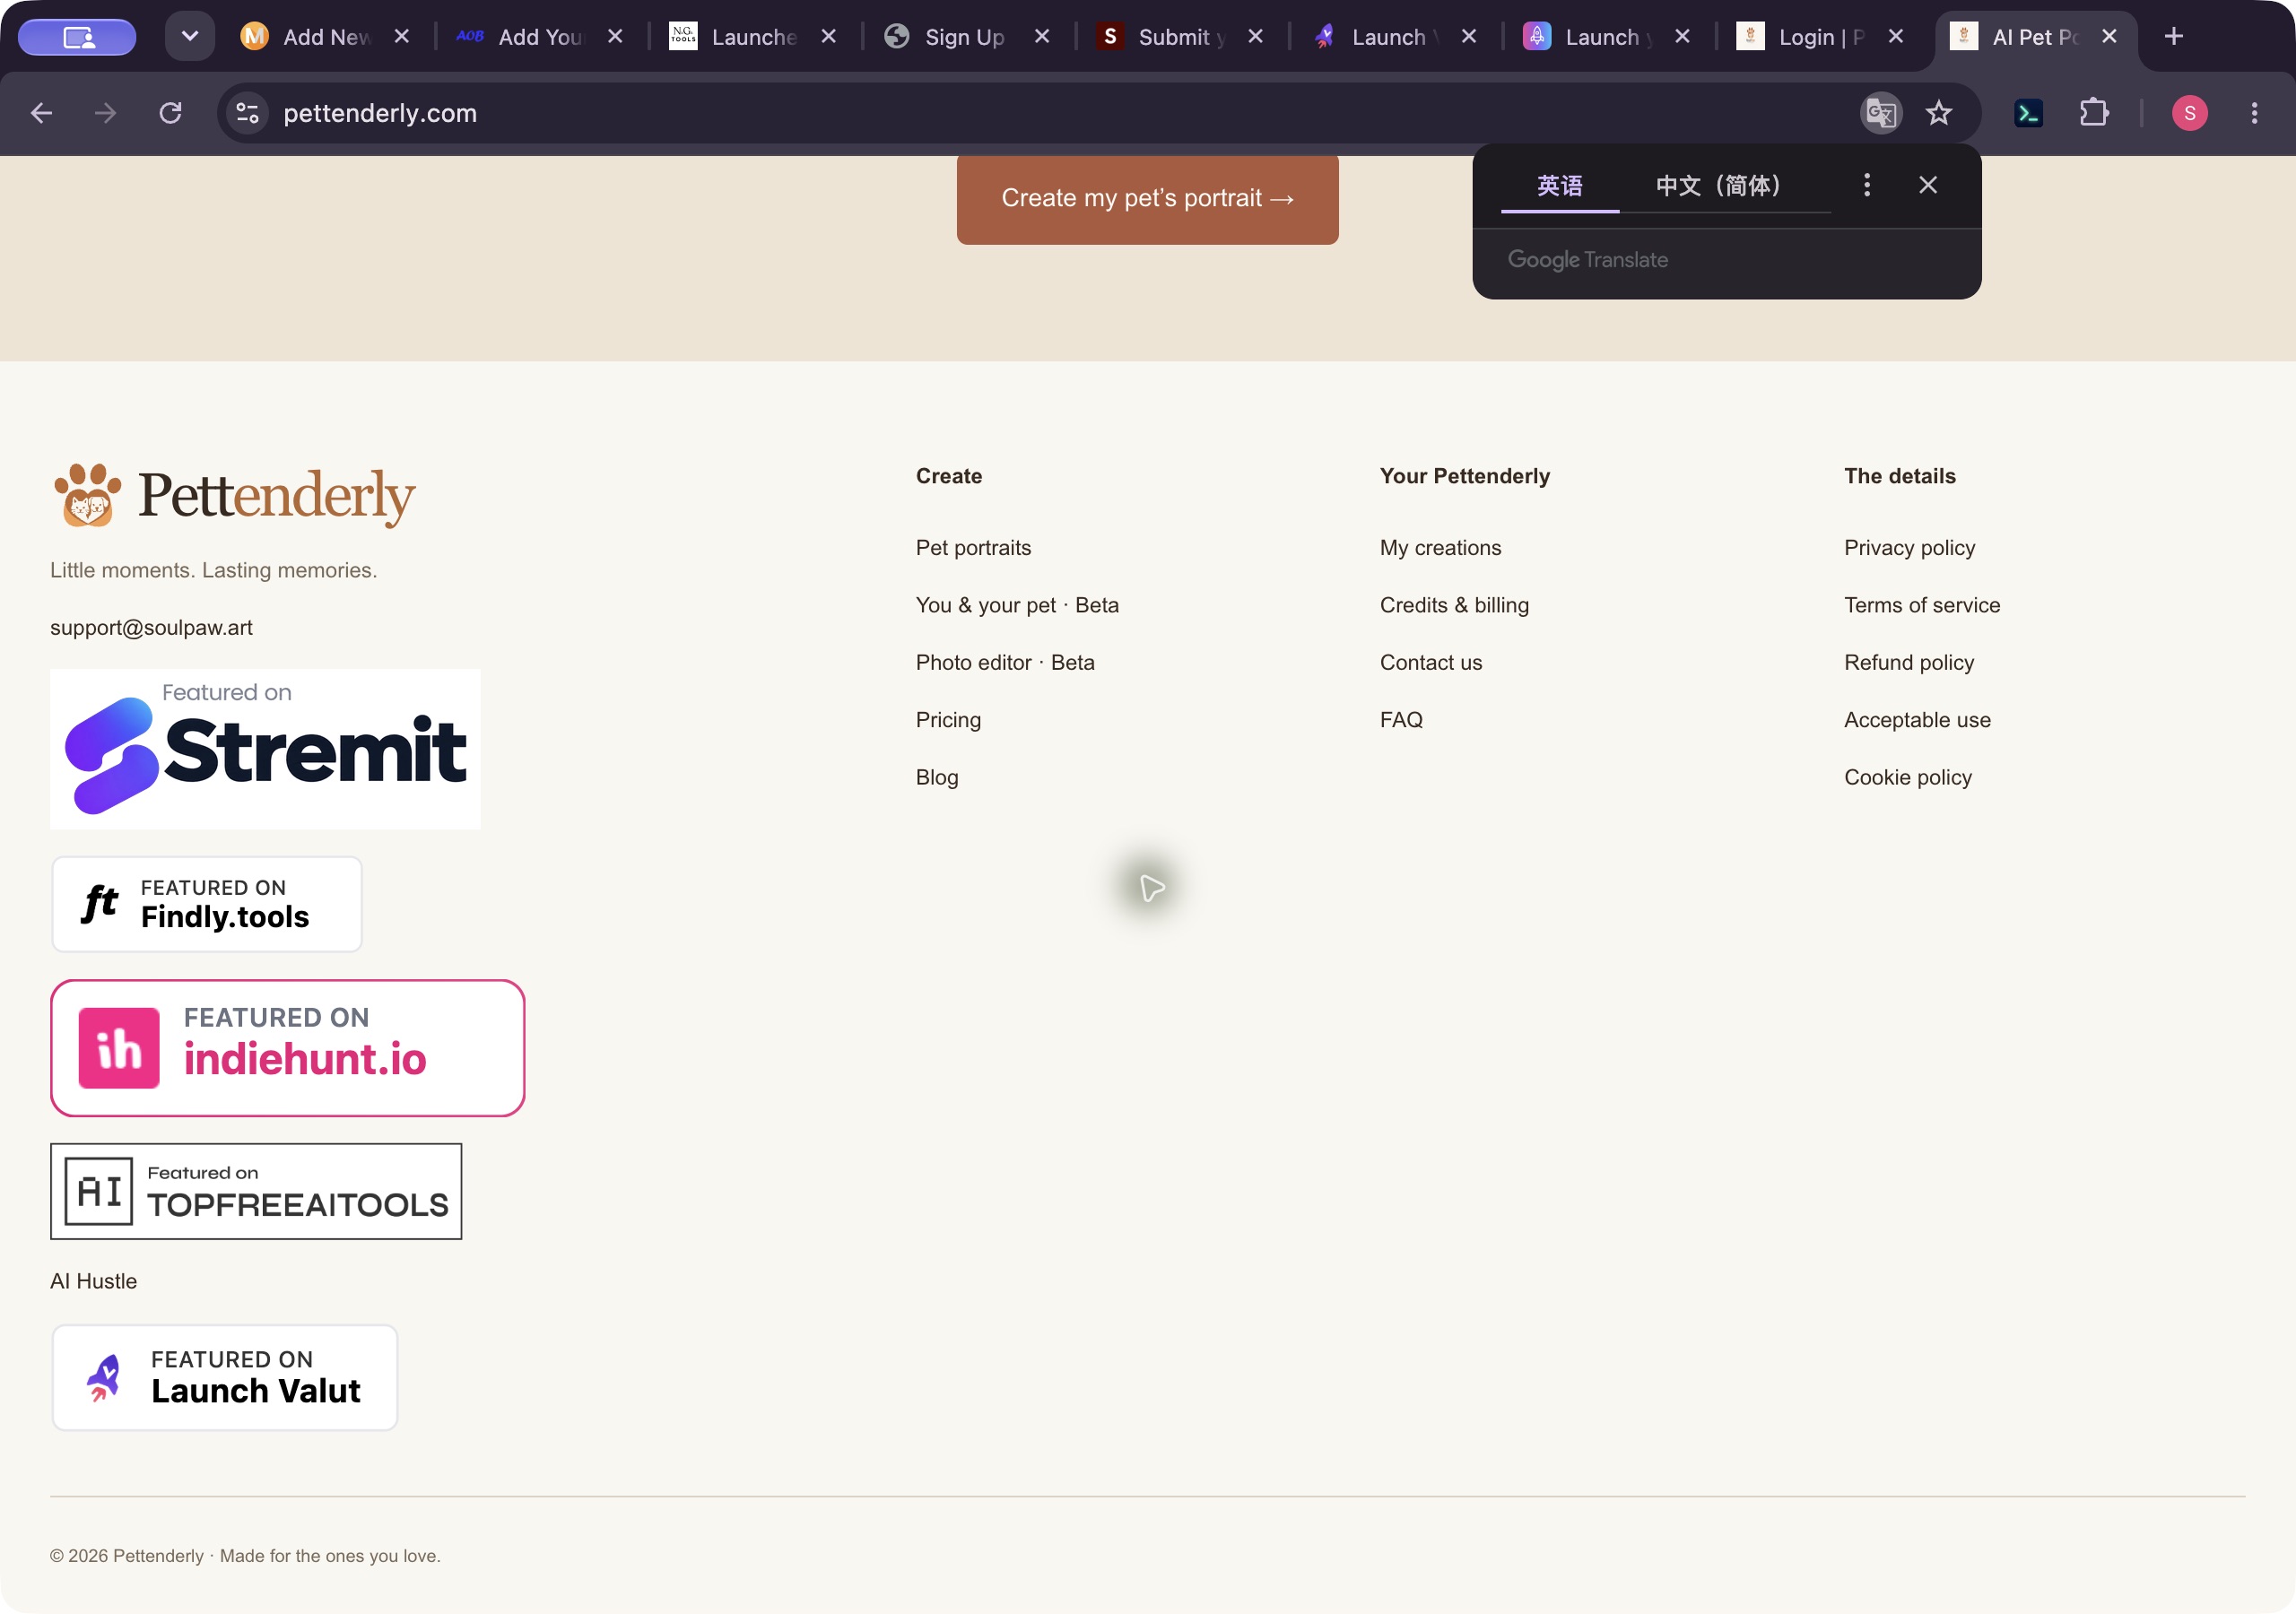 Add New
Add You
Launche
Sign Up
Submit y
Launch
Launch y
Login | P
AI Pet Po
pettenderly.com
S
Create my pet’s portrait →
英语
中文（简体）
Google Translate
Pettenderly
Little moments. Lasting memories.
support@soulpaw.art
Featured on
Stremit
ft
FEATURED ON
Findly.tools
ih
FEATURED ON
indiehunt.io
AI
Featured on
TOPFREEAITOOLS
AI Hustle
FEATURED ON
Launch Valut
Create
Pet portraits
You & your pet · Beta
Photo editor · Beta
Pricing
Blog
Your Pettenderly
My creations
Credits & billing
Contact us
FAQ
The details
Privacy policy
Terms of service
Refund policy
Acceptable use
Cookie policy
© 2026 Pettenderly · Made for the ones you love.